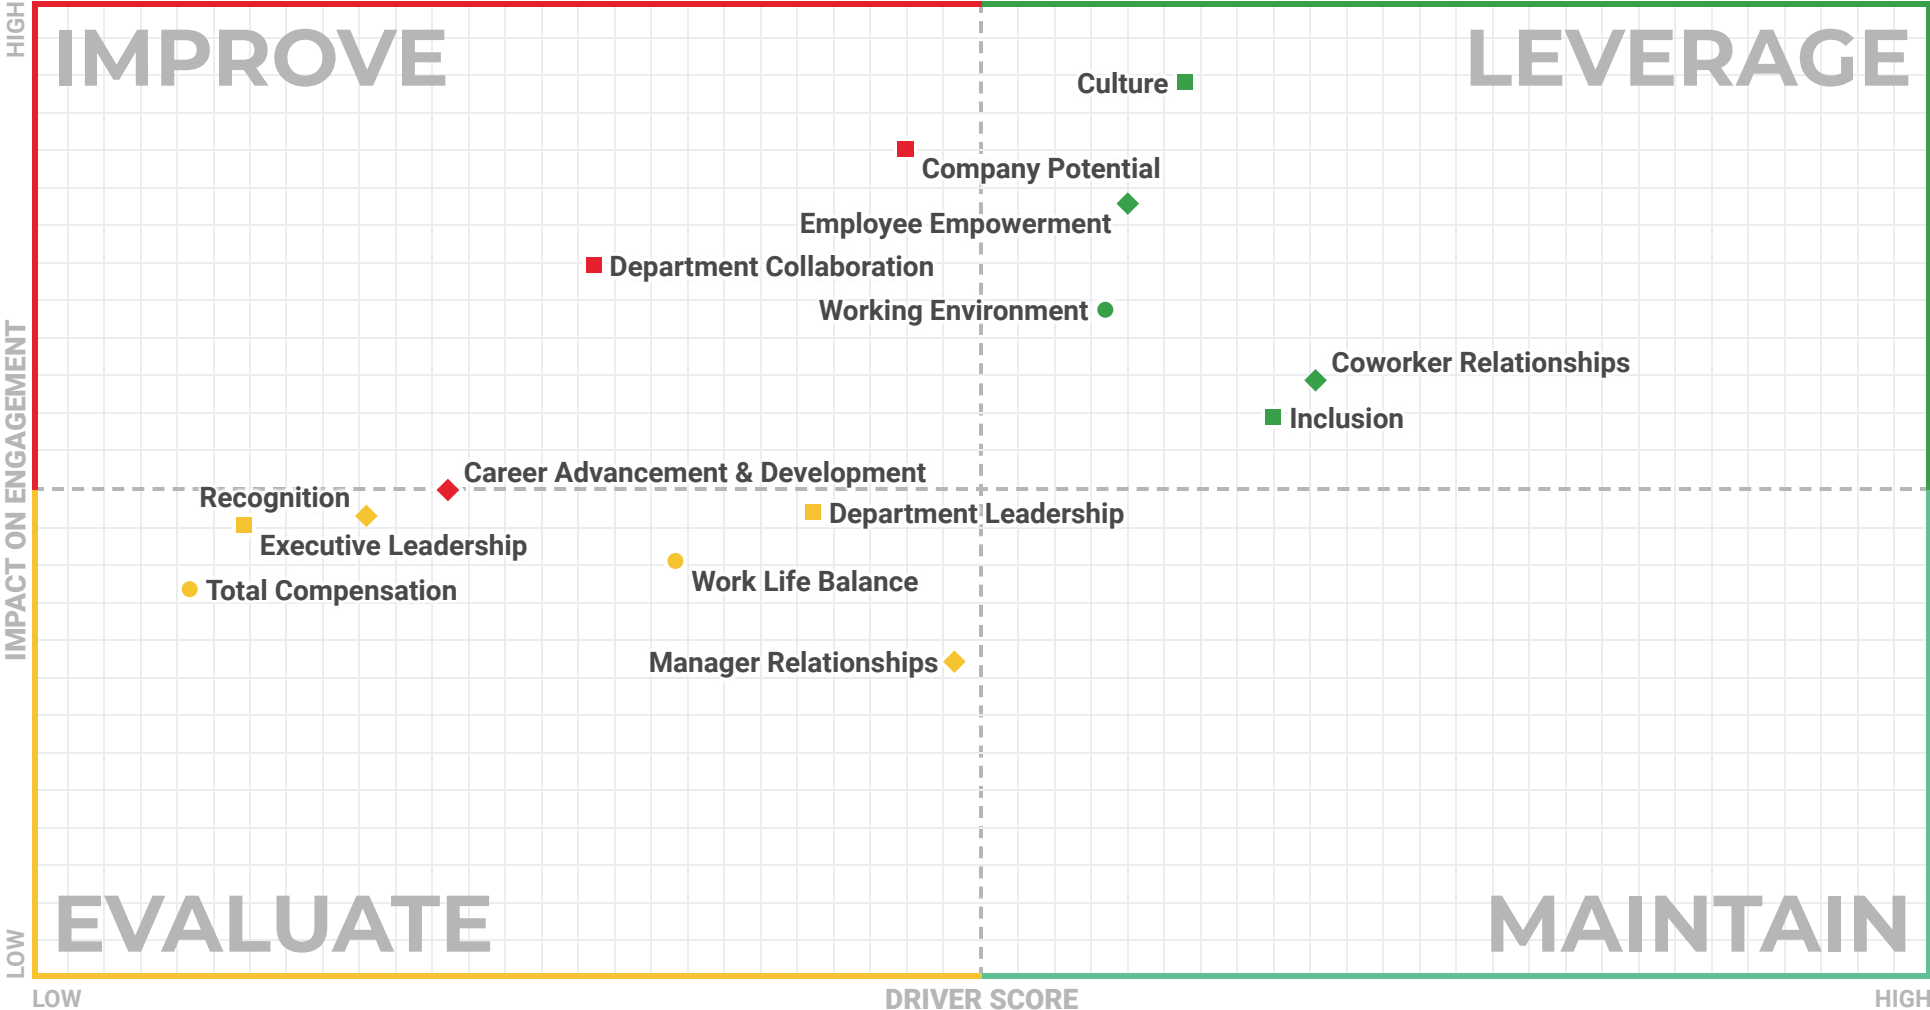 HIGH
IMPROVE
LEVERAGE
Culture
Company Potential
Employee Empowerment
Department Collaboration
Working Environment
Coworker Relationships
Inclusion
IMPACT ON ENGAGEMENT
Career Advancement & Development
Recognition
Department Leadership
Executive Leadership
Work Life Balance
Total Compensation
Manager Relationships
EVALUATE
MAINTAIN
LOW
LOW
DRIVER SCORE
HIGH